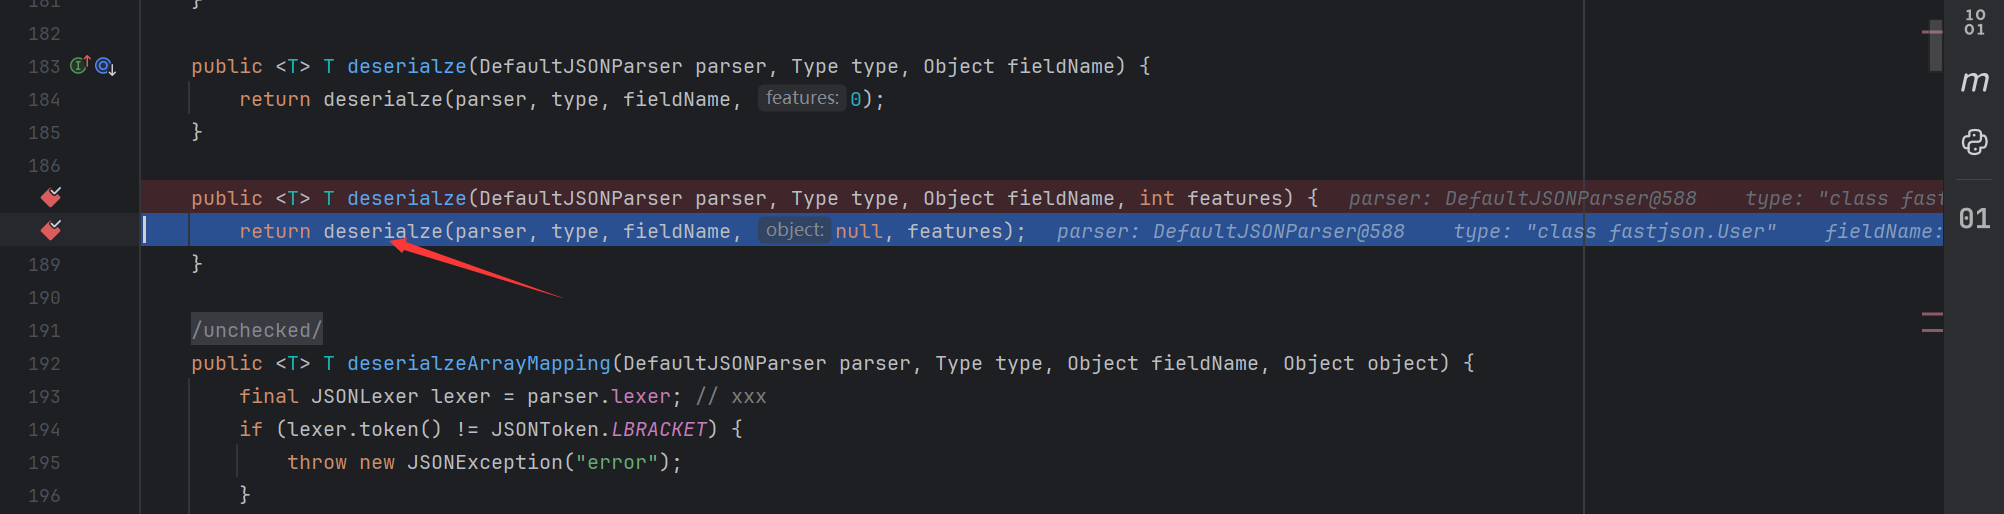 181 }
182
183 public <T> T deserialze(DefaultJSONParser parser, Type type, Object fieldName) {
184 return deserialze(parser, type, fieldName, features: 0);
185 }
186
public <T> T deserialze(DefaultJSONParser parser, Type type, Object fieldName, int features) { parser: DefaultJSONParser@588 type: "class fast
return deserialze(parser, type, fieldName, object: null, features); parser: DefaultJSONParser@588 type: "class fastjson.User" fieldName:
189 }
190
191 /unchecked/
192 public <T> T deserialzeArrayMapping(DefaultJSONParser parser, Type type, Object fieldName, Object object) {
193 final JSONLexer lexer = parser.lexer; // xxx
194 if (lexer.token() != JSONToken.LBRACKET) {
195 throw new JSONException("error");
196 }
10
01
m
01